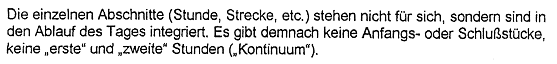 Die einzelnen Abschnitte (Stunde, Strecke, etc.) stehen nicht für sich, sondern sind in
den Ablauf des Tages integriert. Es gibt demnach keine Anfangs- oder Schlußstücke,
keine „erste“ und „zweite“ Stunden („Kontinuum“).